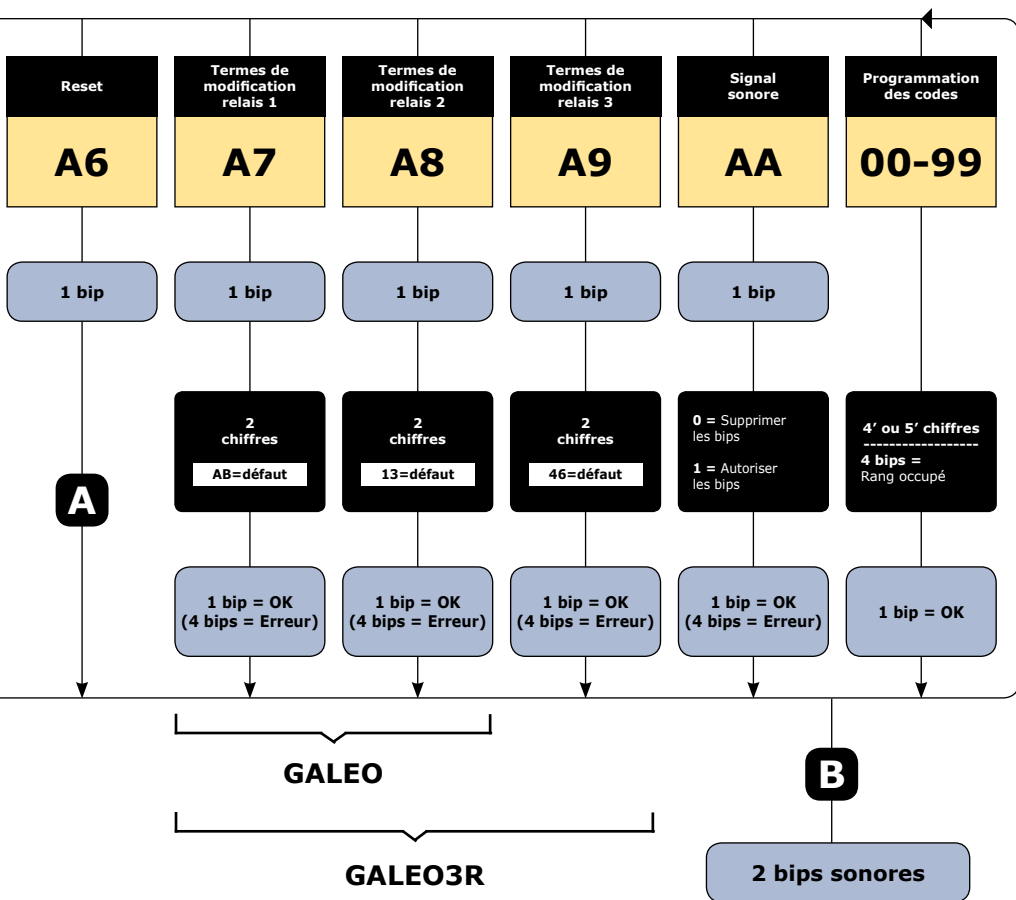 Reset
A6
1 bip
A
Termes de
modification
relais 1
A7
1 bip
2
chiffres
AB=défaut
1 bip = OK
(4 bips = Erreur)
Termes de
modification
relais 2
A8
1 bip
2
chiffres
13=défaut
1 bip = OK
(4 bips = Erreur)
Termes de
modification
relais 3
A9
1 bip
2
chiffres
46=défaut
1 bip = OK
(4 bips = Erreur)
Signal
sonore
AA
1 bip
0 = Supprimer
les bips
1 = Autoriser
les bips
1 bip = OK
(4 bips = Erreur)
Programmation
des codes
00-99
4’ ou 5’ chiffres
------------------
4 bips =
Rang occupé
1 bip = OK
GALEO
GALEO3R
B
2 bips sonores